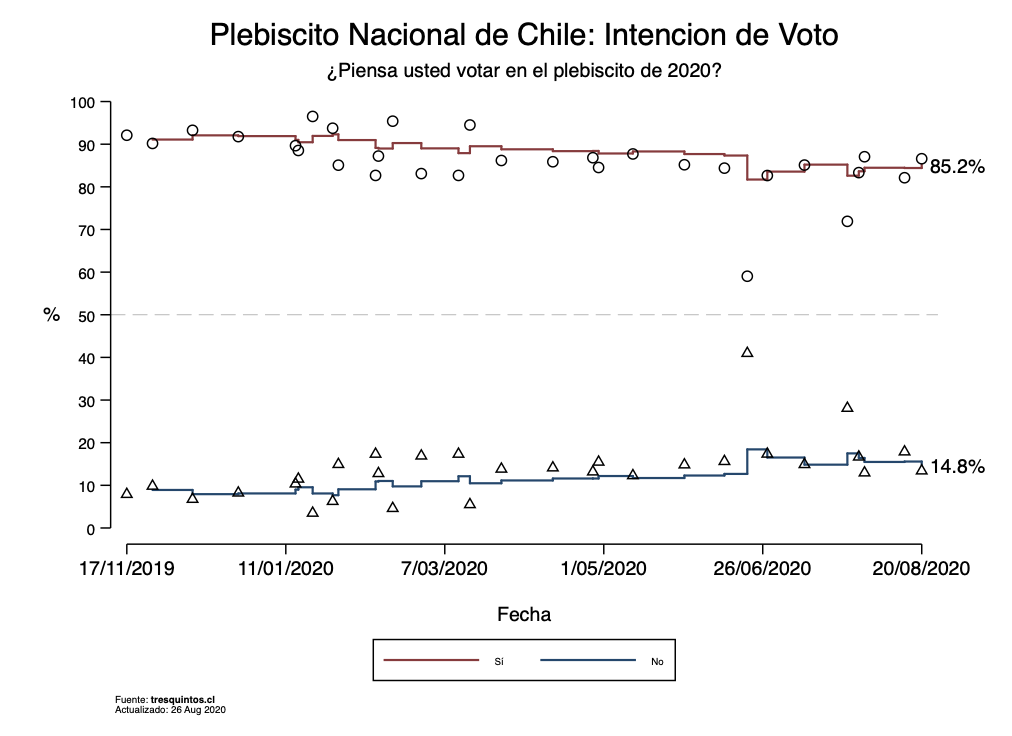 Plebiscito Nacional de Chile: Intencion de Voto
¿Piensa usted votar en el plebiscito de 2020?
100
90
80
70
60
50
40
30
20
10
0
%
85.2%
14.8%
17/11/2019 11/01/2020 7/03/2020 1/05/2020 26/06/2020 20/08/2020
Fecha
Sí No
Fuente: tresquintos.cl
Actualizado: 26 Aug 2020